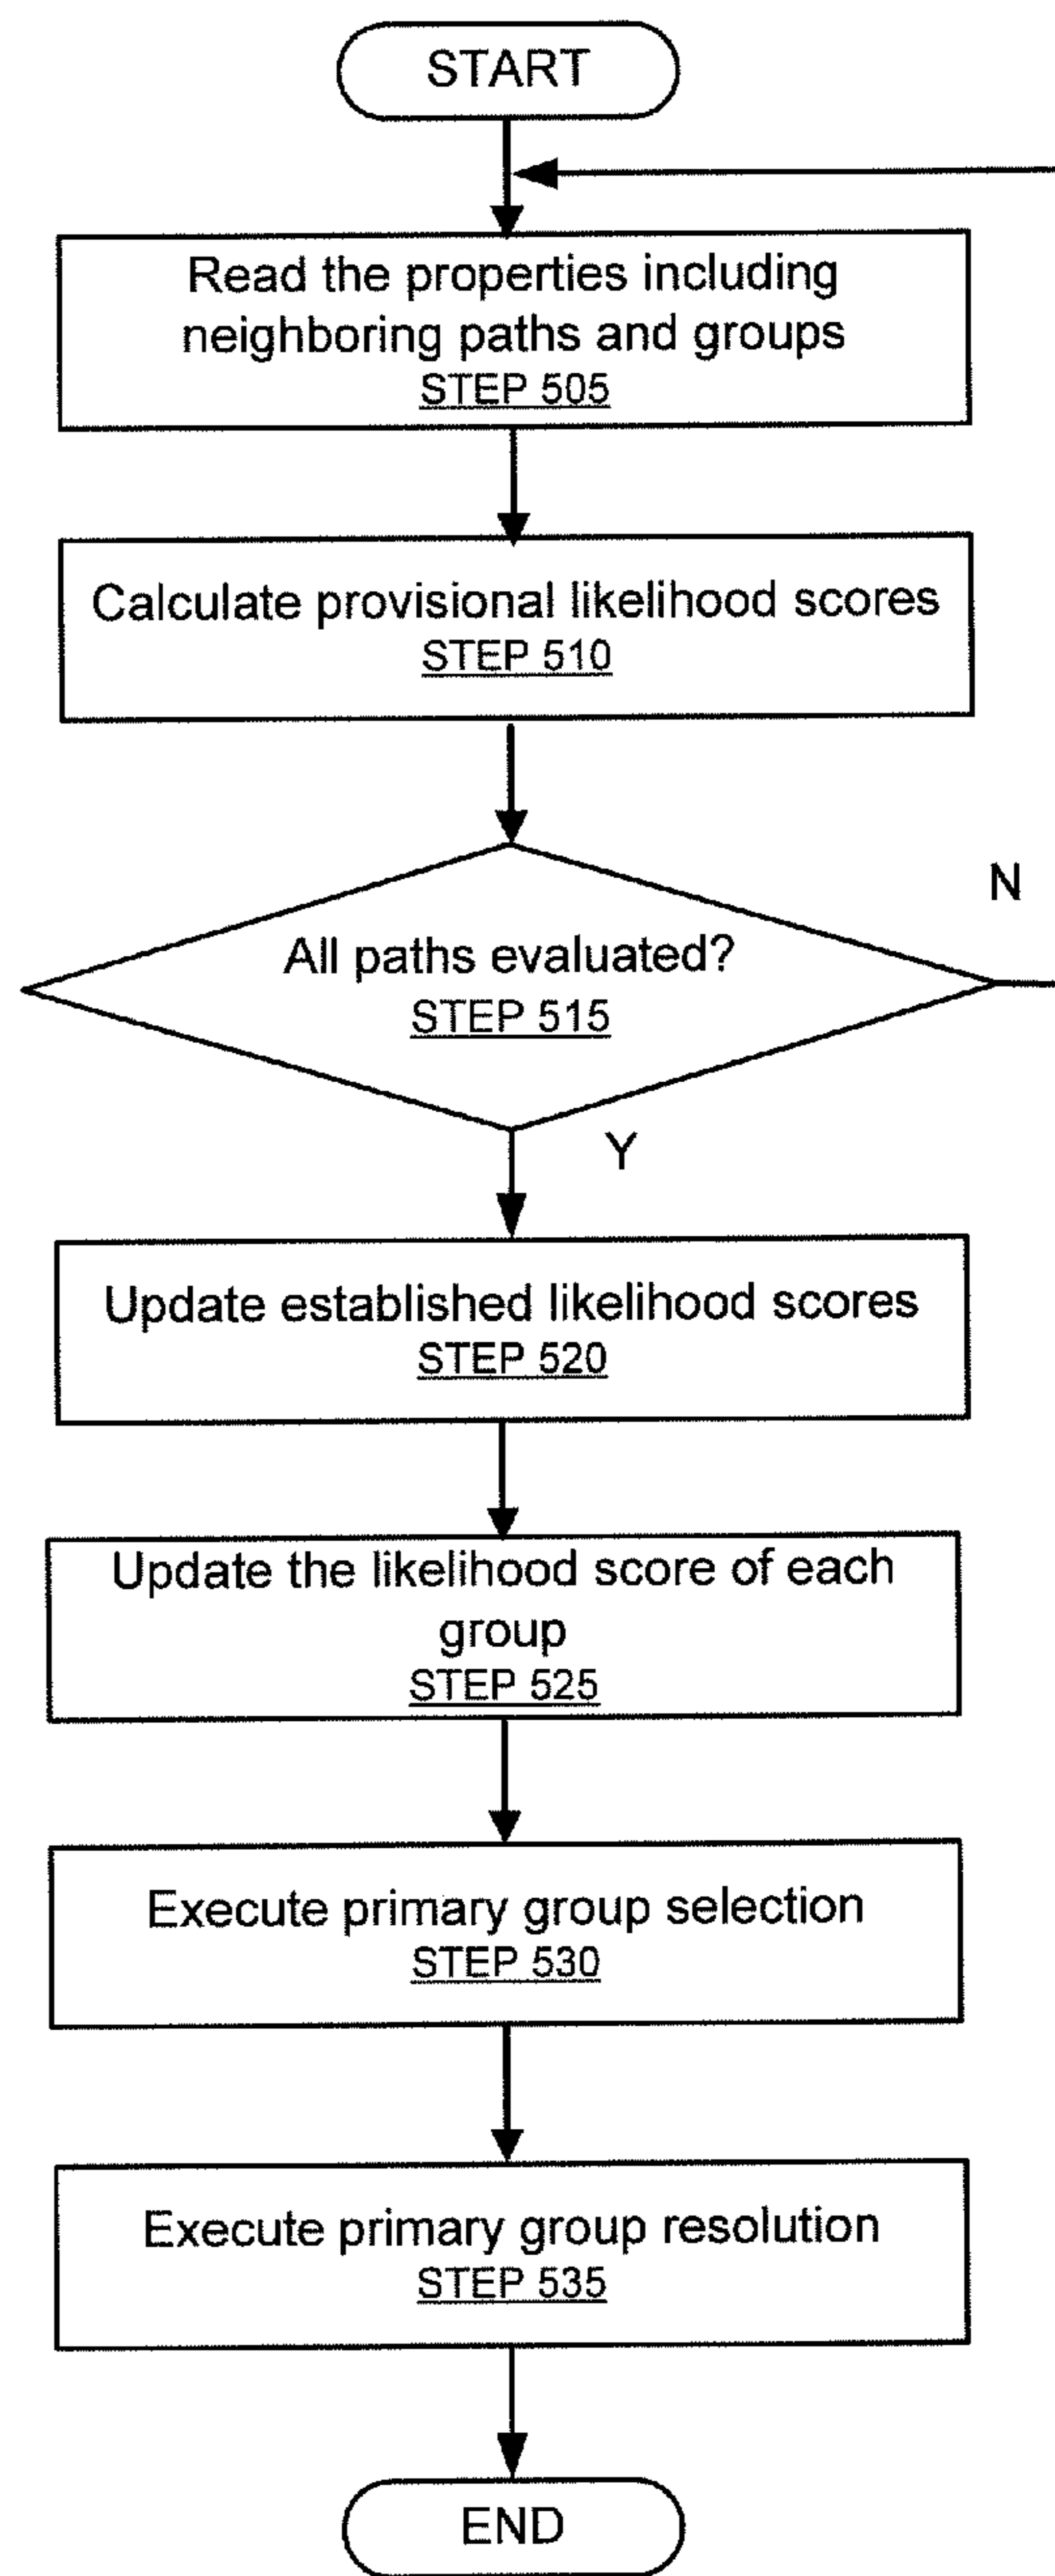 START
Read the properties including
neighboring paths and groups
STEP 505
Calculate provisional likelihood scores
STEP 510
All paths evaluated?
STEP 515
N
Y
Update established likelihood scores
STEP 520
Update the likelihood score of each
group
STEP 525
Execute primary group selection
STEP 530
Execute primary group resolution
STEP 535
END